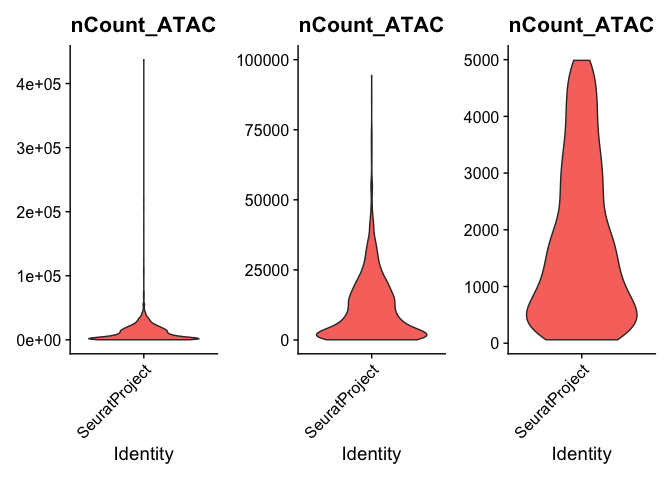 nCount_ATAC
4e+05
3e+05
2e+05
1e+05
0e+00
SeuratProject
Identity
nCount_ATAC
100000
75000
50000
25000
0
SeuratProject
Identity
nCount_ATAC
5000
4000
3000
2000
1000
0
SeuratProject
Identity